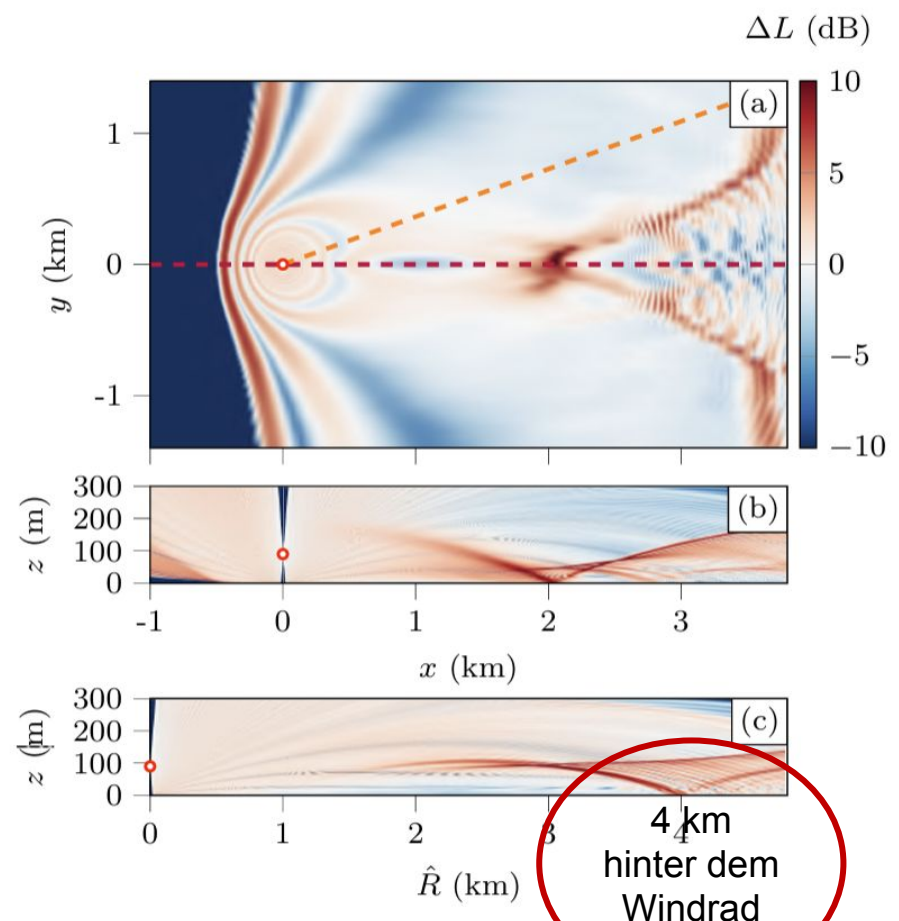 ΔL (dB)
(a)
10
5
0
−5
−10
1
0
-1
y (km)
(b)
300
200
100
0
z (m)
-1 0 1 2 3
x (km)
(c)
300
200
100
0
z (m)
0 1 2 3 4
R̂ (km)
4 km
hinter dem
Windrad